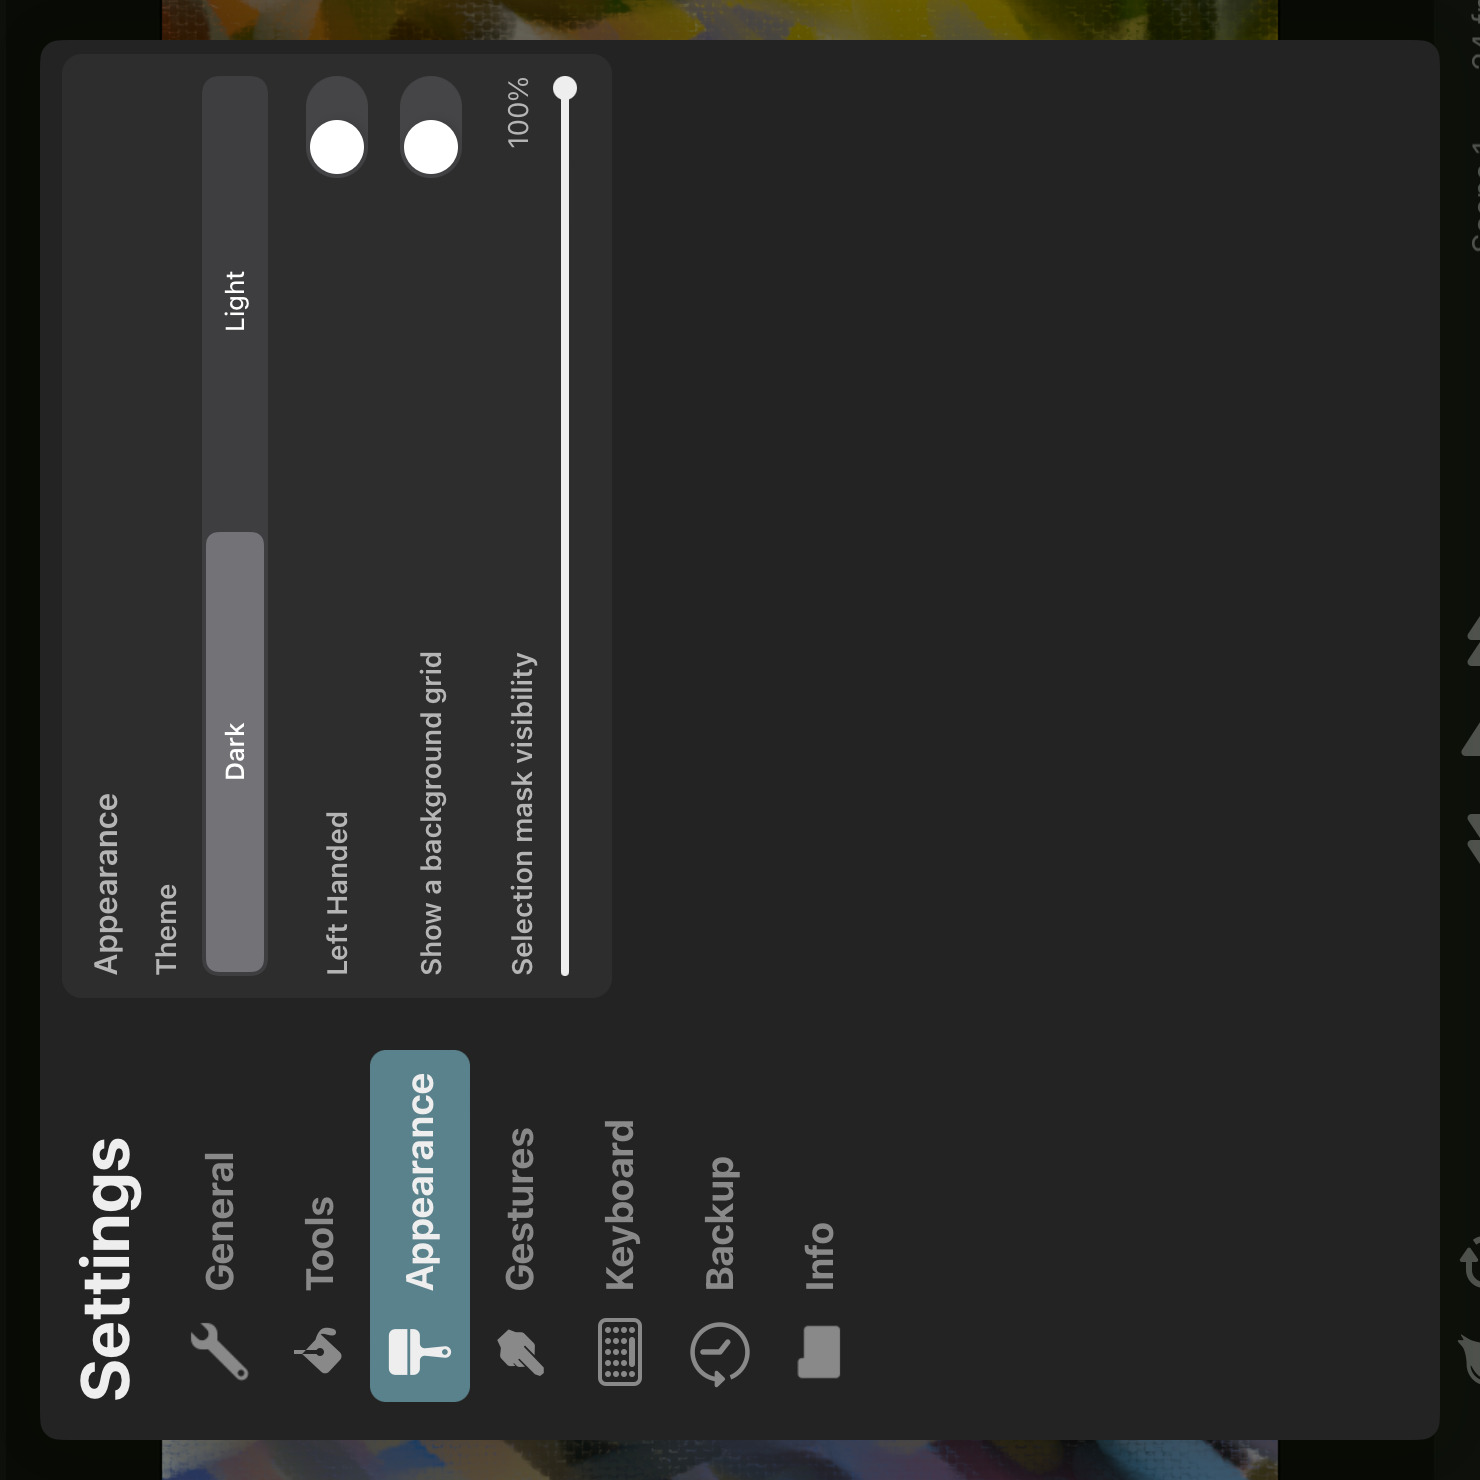 Settings
General
Tools
Appearance
Gestures
Keyboard
Backup
Info
Appearance
Theme
Dark
Light
Left Handed
Show a background grid
Selection mask visibility
100%